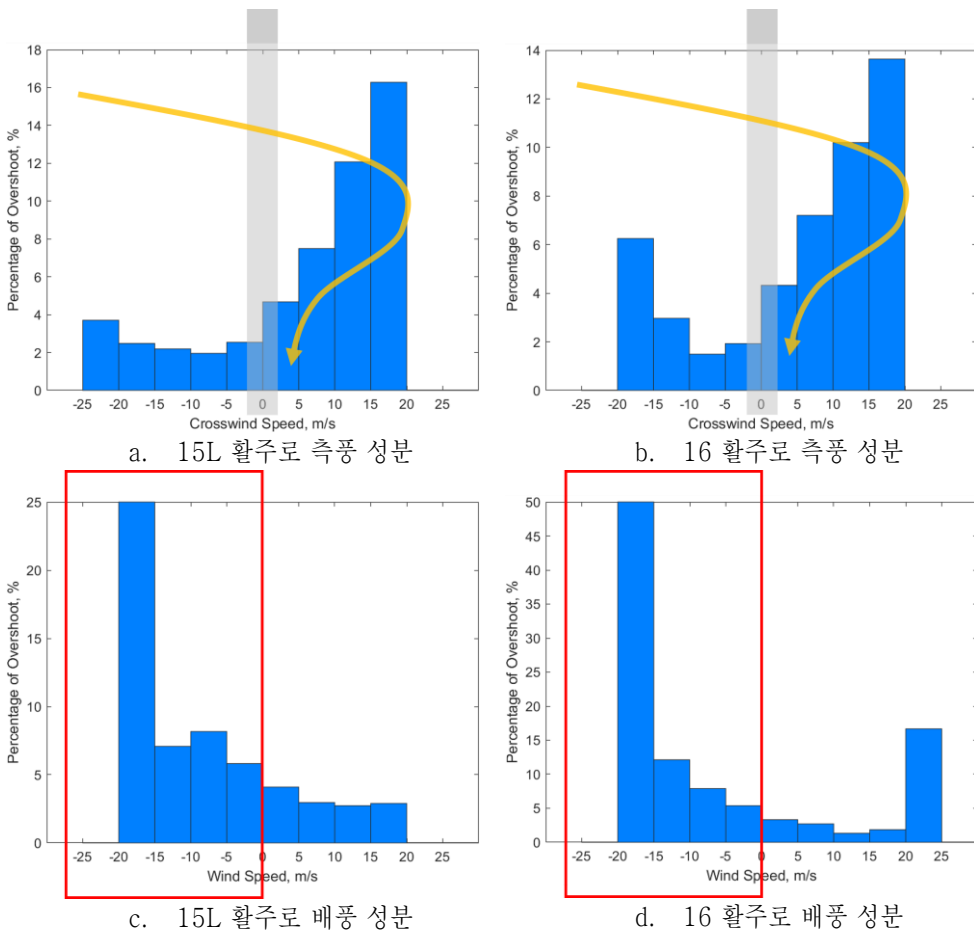 18
16
14
12
10
8
6
4
2
0
Percentage of Overshoot, %
-25 -20 -15 -10 -5 0 5 10 15 20 25
Crosswind Speed, m/s
a. 15L 활주로 측풍 성분
14
12
10
8
6
4
2
0
Percentage of Overshoot, %
-25 -20 -15 -10 -5 0 5 10 15 20 25
Crosswind Speed, m/s
b. 16 활주로 측풍 성분
25
20
15
10
5
0
Percentage of Overshoot, %
-25 -20 -15 -10 -5 0 5 10 15 20 25
Wind Speed, m/s
c. 15L 활주로 배풍 성분
50
45
40
35
30
25
20
15
10
5
0
Percentage of Overshoot, %
-25 -20 -15 -10 -5 0 5 10 15 20 25
Wind Speed, m/s
d. 16 활주로 배풍 성분